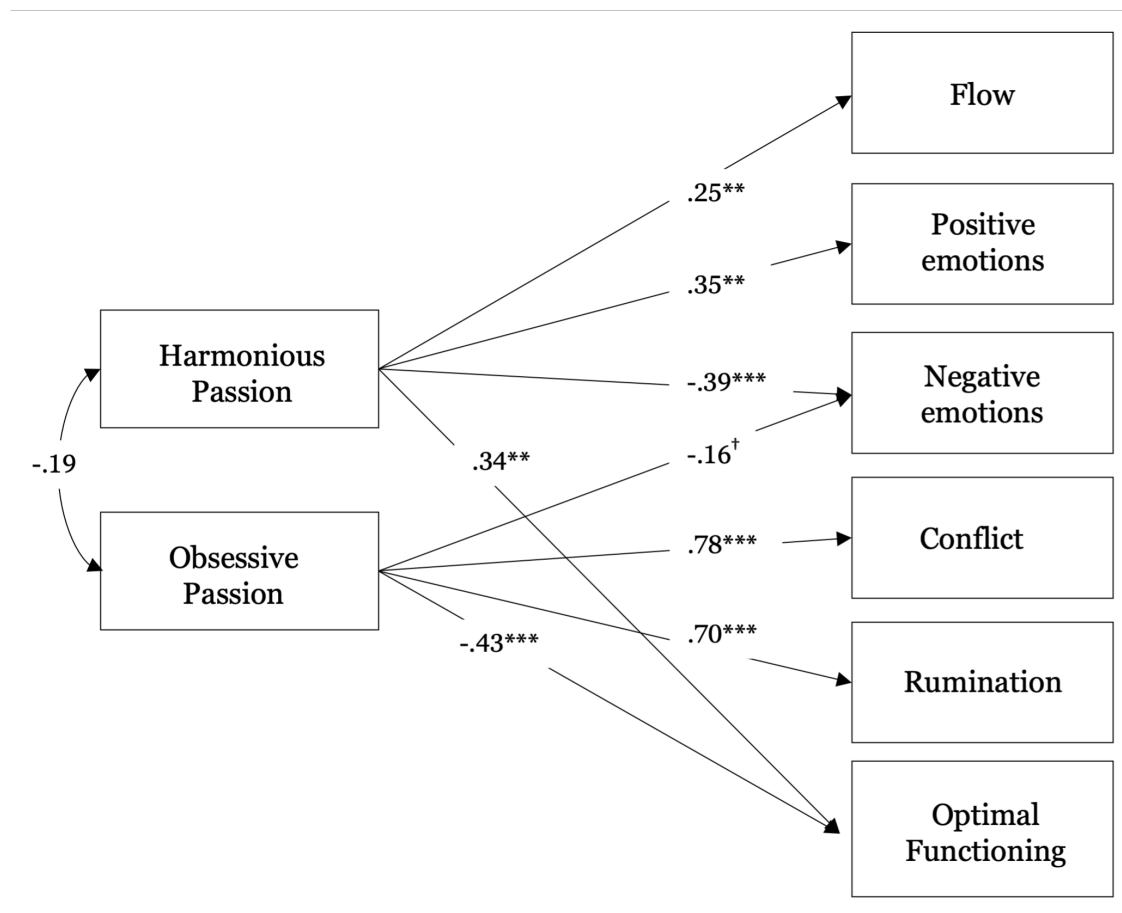 Flow
.25**
Positive
emotions
.35**
Harmonious
Passion
Negative
emotions
-.39***
-.19
.34**
-.16†
Obsessive
Passion
Conflict
.78***
-.43***
.70***
Rumination
Optimal
Functioning